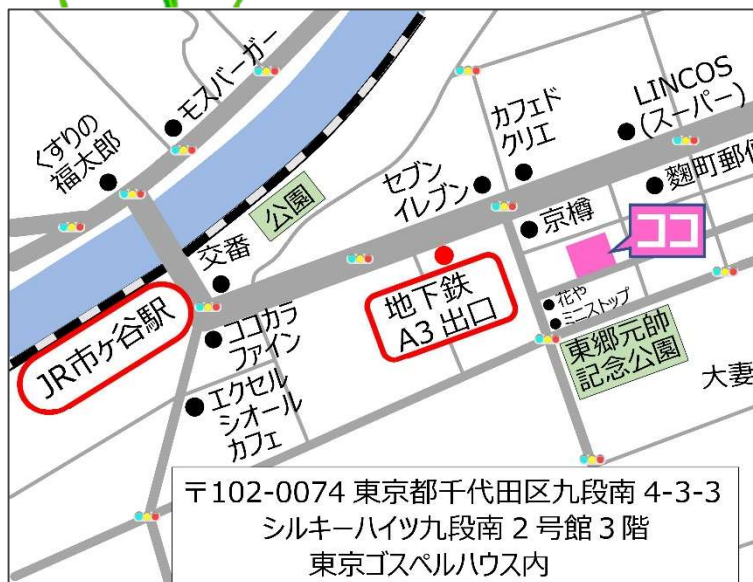 モスバーガー
くすりの
福太郎
公園
交番
JR市ヶ谷駅
ココカラ
ファイン
エクセル
シオール
カフェ
セブン
イレブン
地下鉄
A3 出口
カフェド
クリエ
LINCOS
(スーパー)
京樽
麴町郵便
ココ
花や
ミニストップ
東郷元帥
記念公園
大妻
〒102-0074 東京都千代田区九段南 4-3-3
シルキーハイツ九段南 2 号館 3 階
東京ゴスペルハウス内